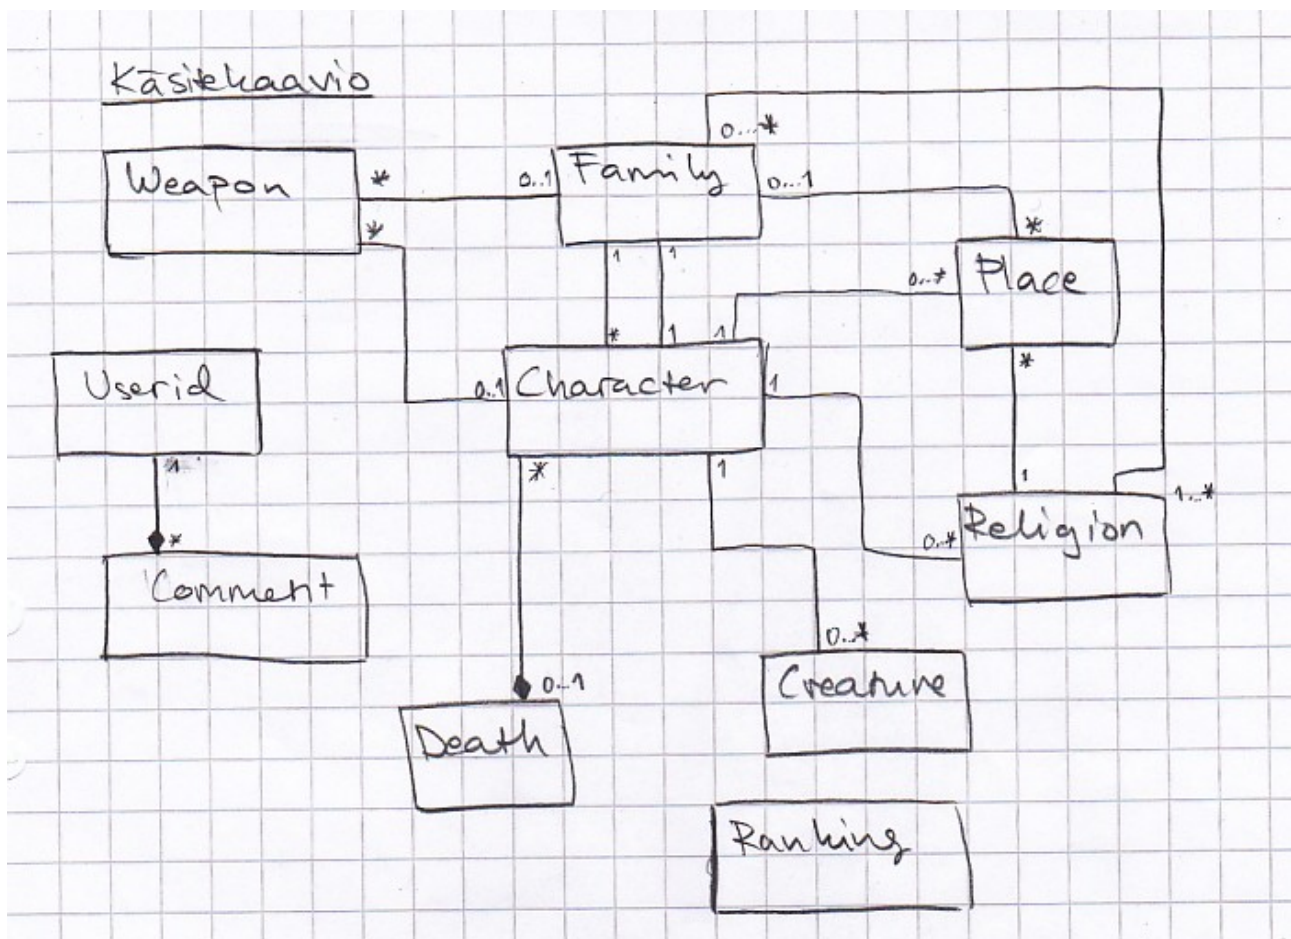 Käsitekaavio
0...*
Weapon
*
0..1
Family
0...1
*
1
1
*
0..*
Place
*
1
1
Userid
0..1
Character
1
*
1
*
1
1
1..*
0..*
Religion
*
Comment
0..*
0..1
Creature
Death
Ranking